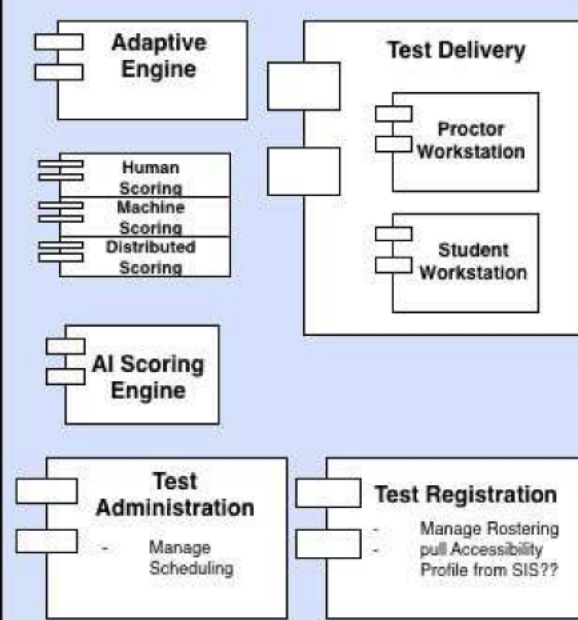 Adaptive
Engine
Test Delivery
Proctor
Workstation
Human
Scoring
Machine
Scoring
Distributed
Scoring
Student
Workstation
AI Scoring
Engine
Test
Administration
- Manage
Scheduling
Test Registration
- Manage Rostering
- pull Accessibility
Profile from SIS??